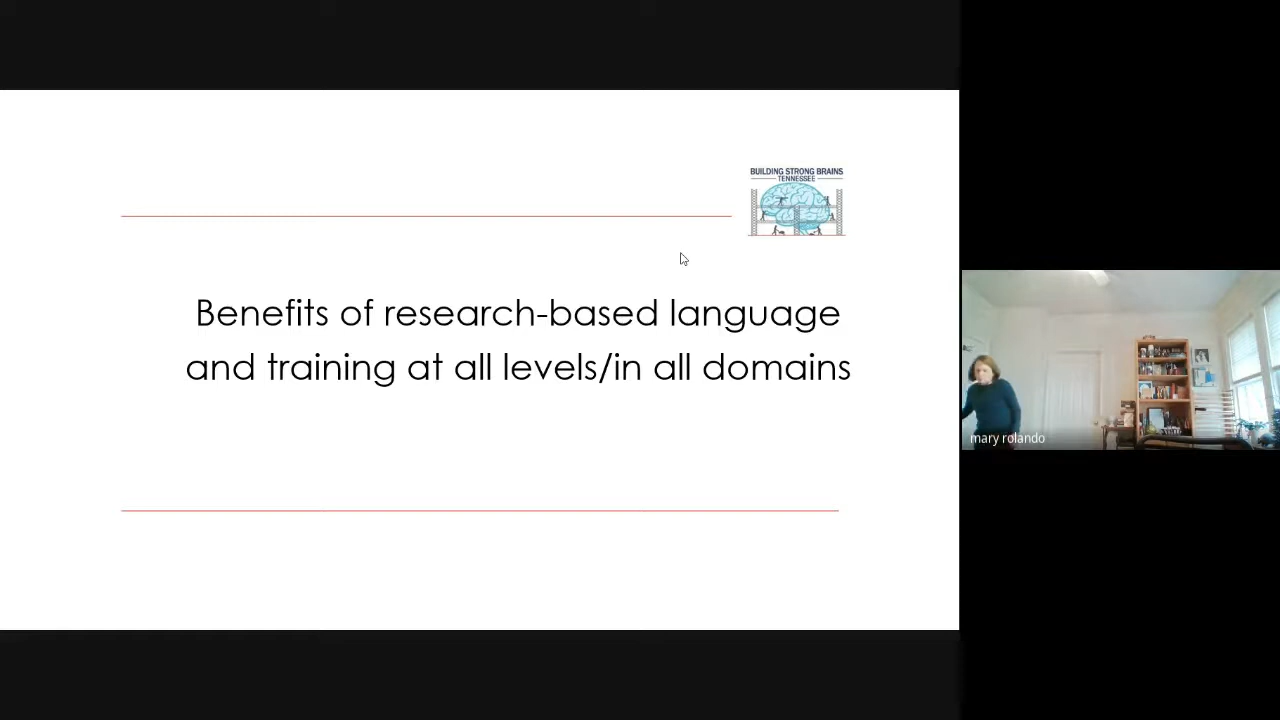 BUILDING STRONG BRAINS
TENNESSEE
Benefits of research-based language
and training at all levels/in all domains
mary rolando